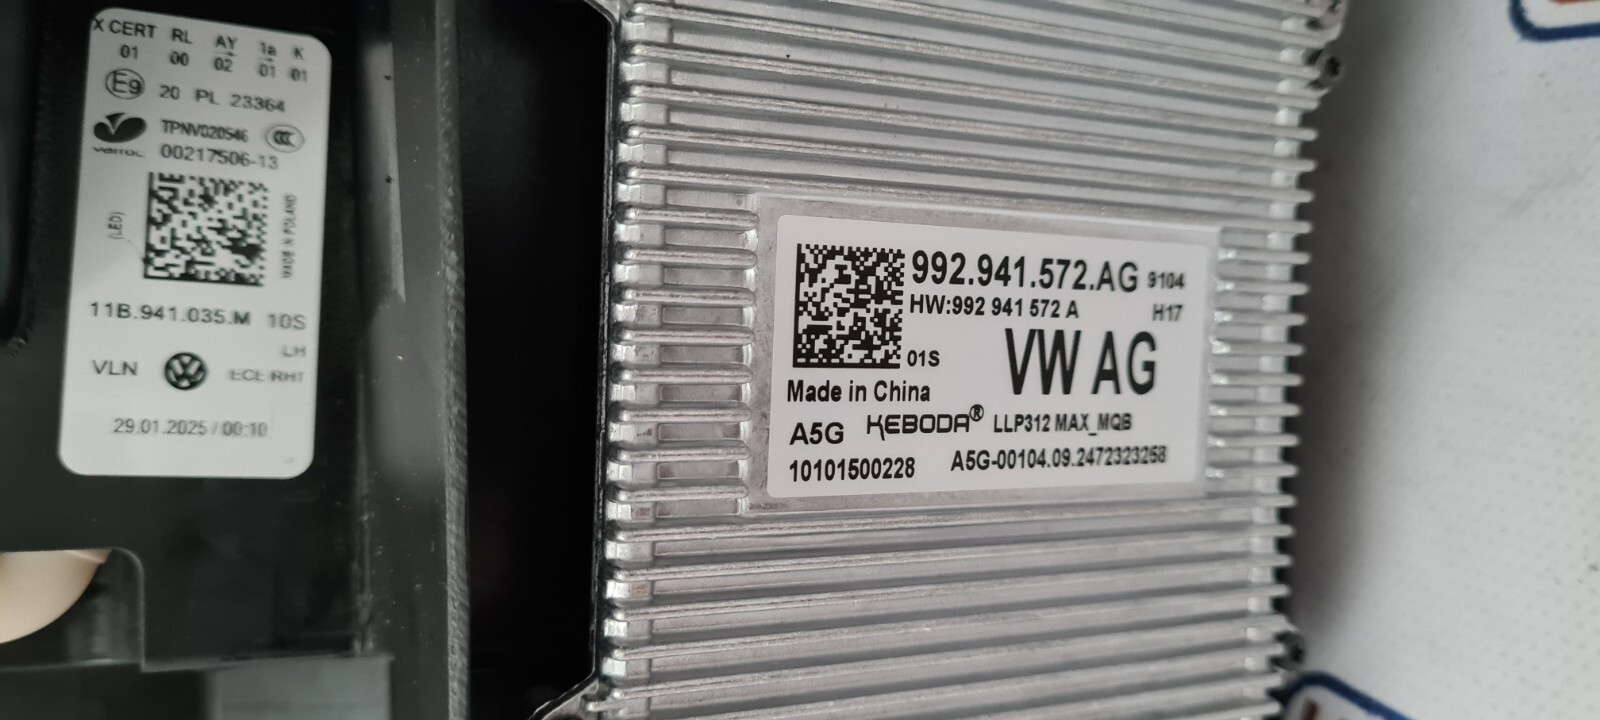 X CERT RL AY 1a K
01 00 02 01 01
E9 20 PL 23364
TPNV020546 CCC
varroc 00217506-13
(LED)
MADE IN POLAND
11B.941.035.M 10S
LH
VLN VW ECE RHT
29.01.2025 / 00:10
992.941.572.AG 9104
HW:992 941 572 A H17
01S VW AG
Made in China
A5G KEBODA® LLP312 MAX_MQB
10101500228 A5G-00104.09.2472323258